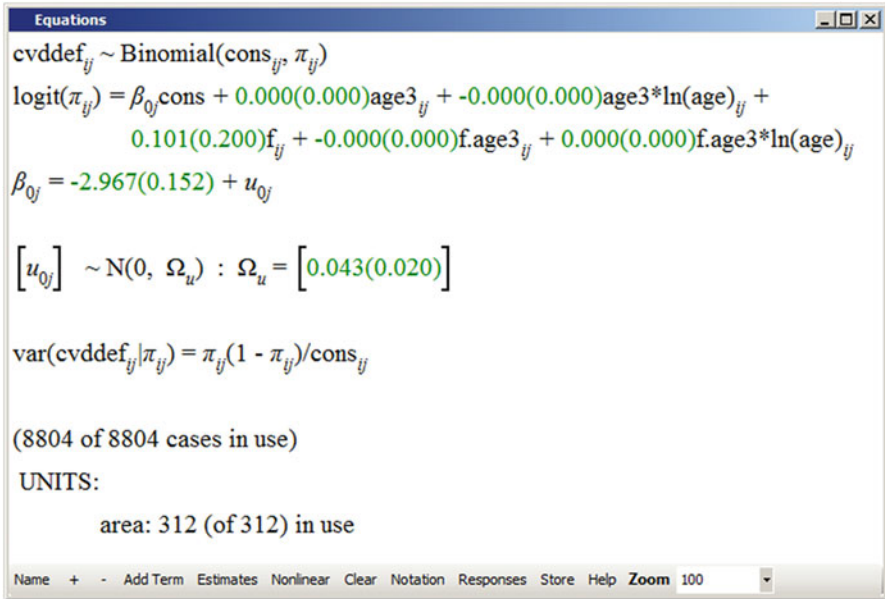 Equations
cvddef_ij ~ Binomial(cons_ij, π_ij)
logit(π_ij) = β_0jcons + 0.000(0.000)age3_ij + -0.000(0.000)age3*ln(age)_ij +
0.101(0.200)f_ij + -0.000(0.000)f.age3_ij + 0.000(0.000)f.age3*ln(age)_ij
β_0j = -2.967(0.152) + u_0j
[u_0j] ~ N(0, Ω_u) : Ω_u = [0.043(0.020)]
var(cvddef_ij|π_ij) = π_ij(1 - π_ij)/cons_ij
(8804 of 8804 cases in use)
UNITS:
area: 312 (of 312) in use
Name + - Add Term Estimates Nonlinear Clear Notation Responses Store Help Zoom 100